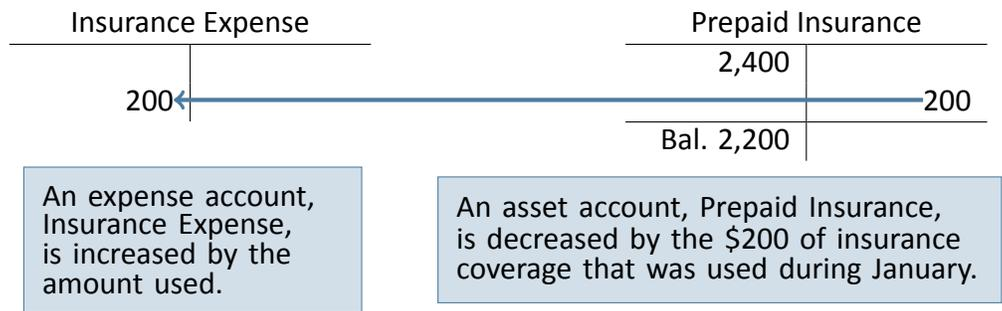 Insurance Expense
Prepaid Insurance
2,400
200
200
Bal. 2,200
An expense account,
Insurance Expense,
is increased by the
amount used.
An asset account, Prepaid Insurance,
is decreased by the $200 of insurance
coverage that was used during January.